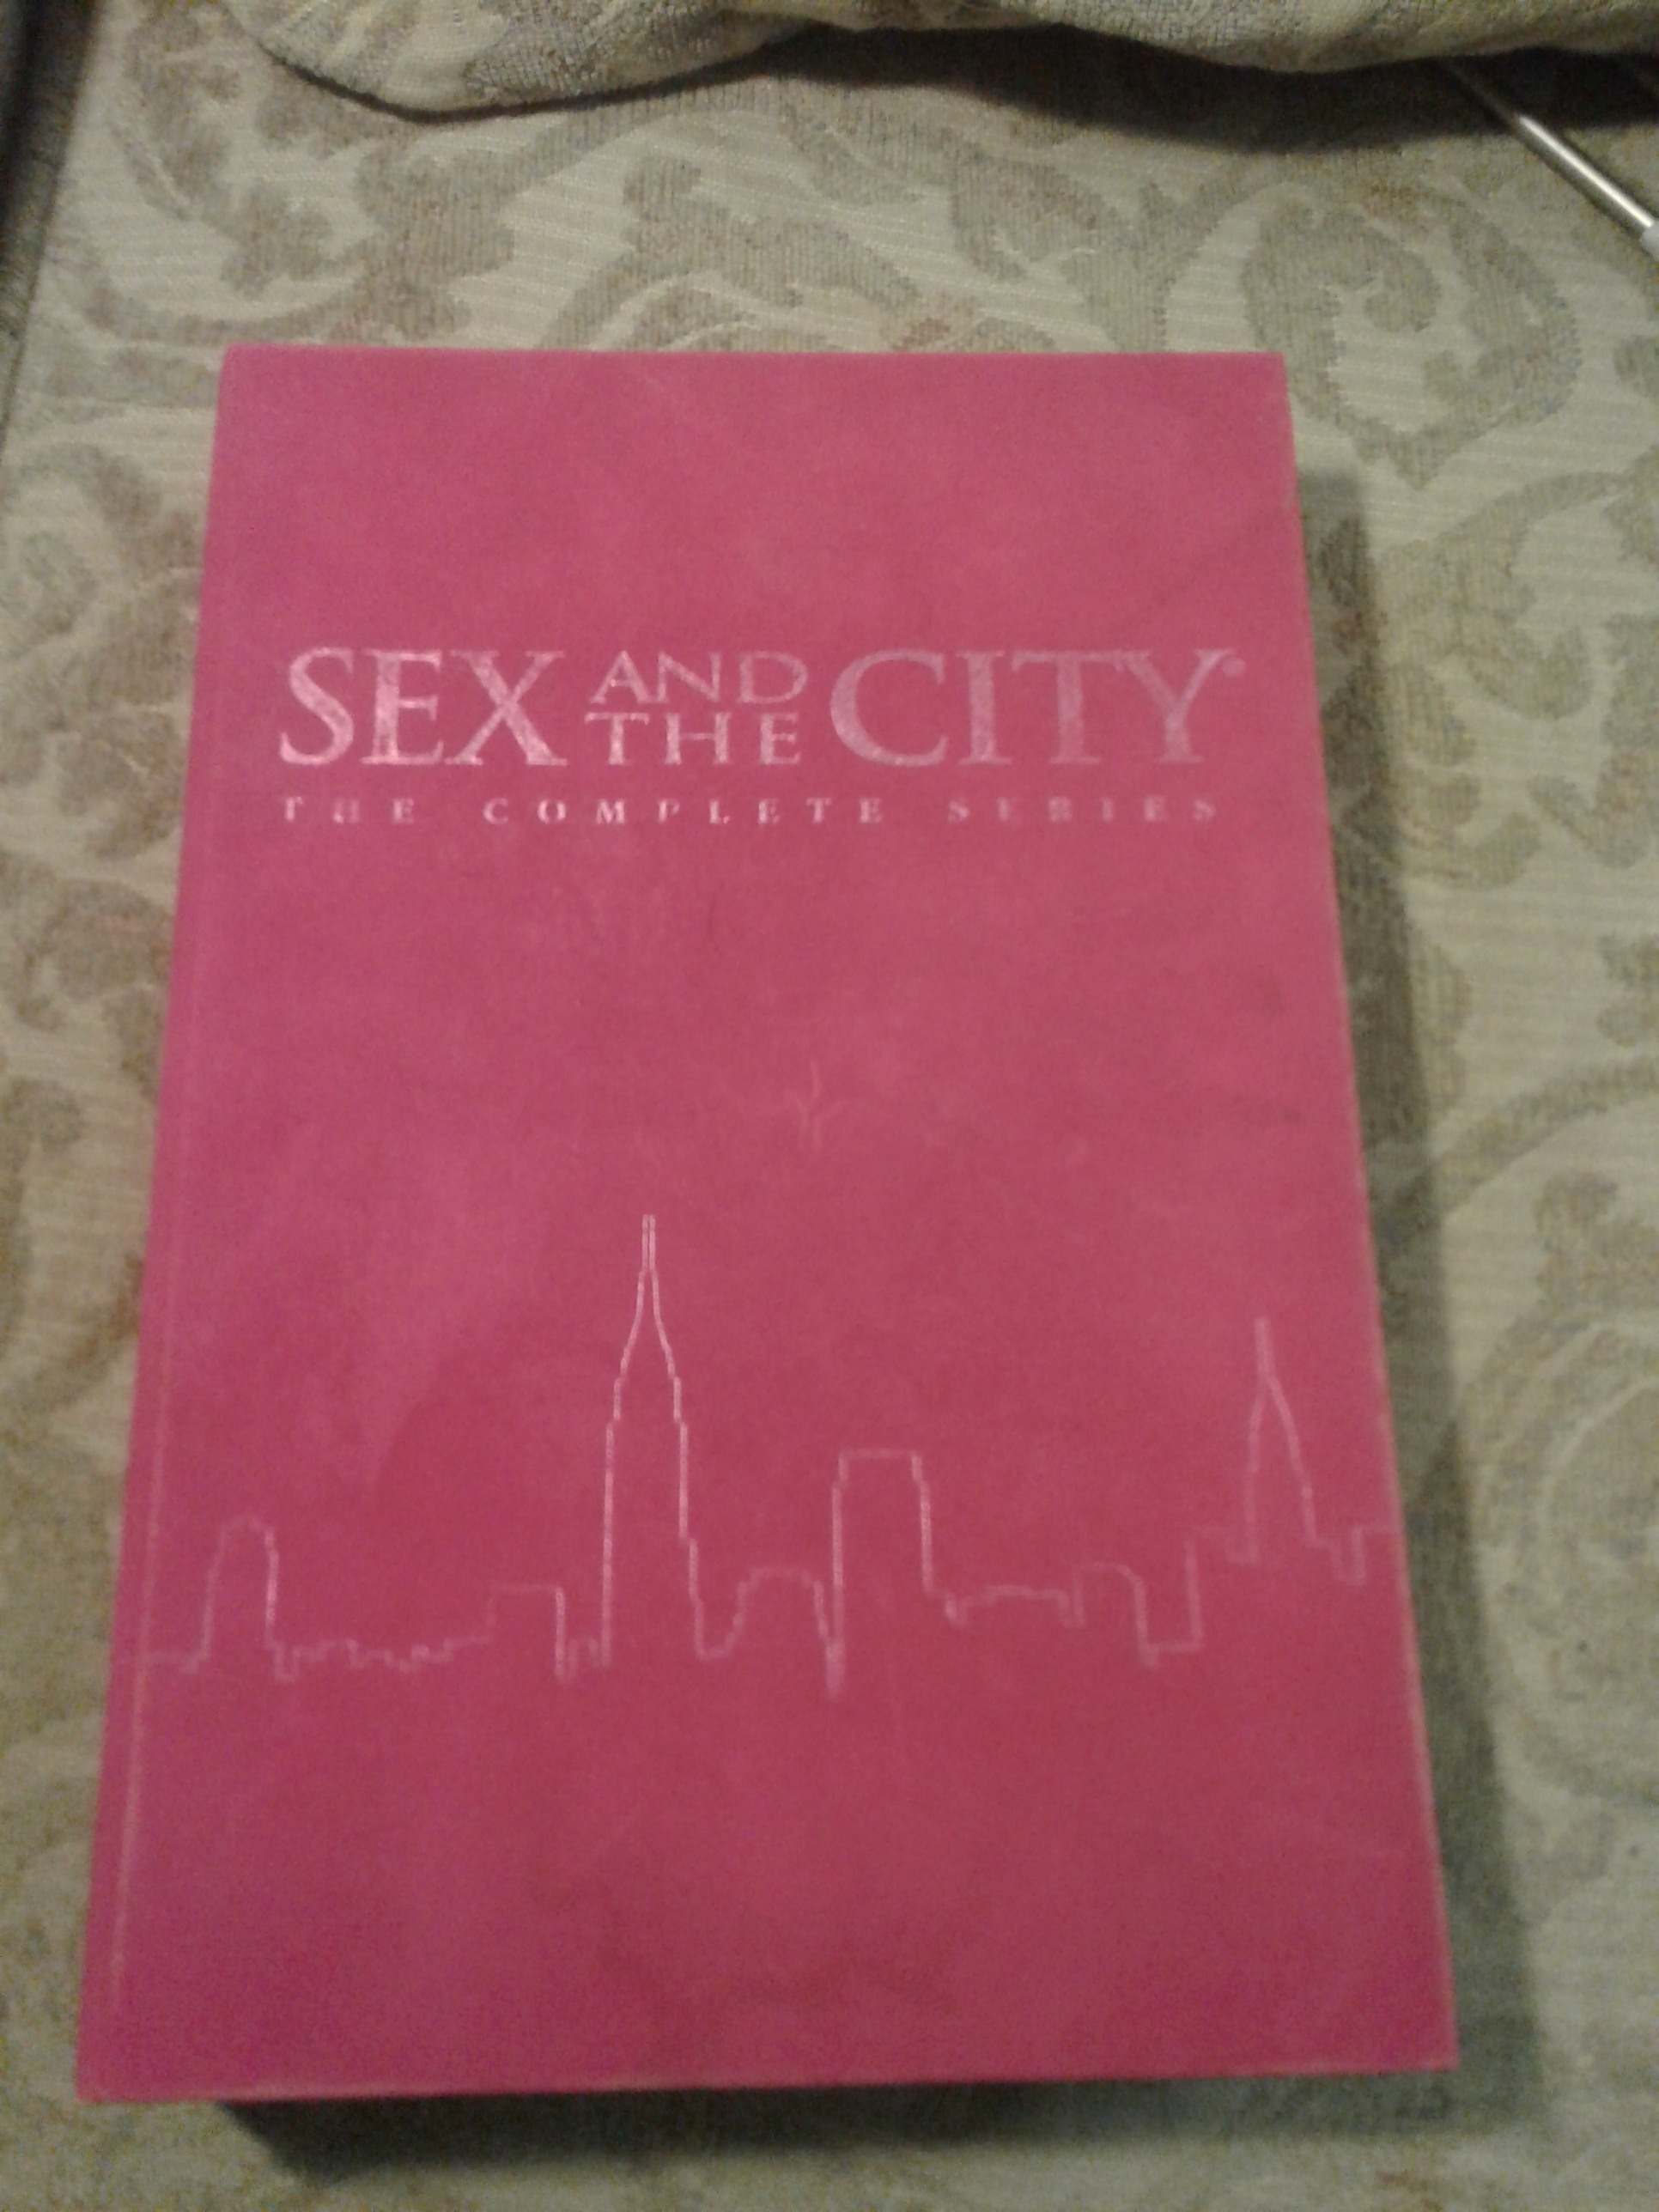 SEX AND THE CITY®
THE COMPLETE SERIES